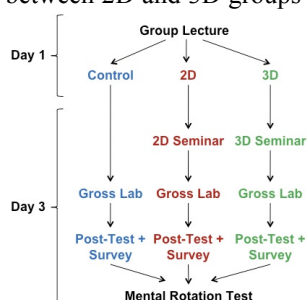 between 2D and 3D groups
Group Lecture
Day 1
Control 2D 3D
2D Seminar 3D Seminar
Day 3
Gross Lab Gross Lab Gross Lab
Post-Test + Post-Test + Post-Test +
Survey Survey Survey
Mental Rotation Test